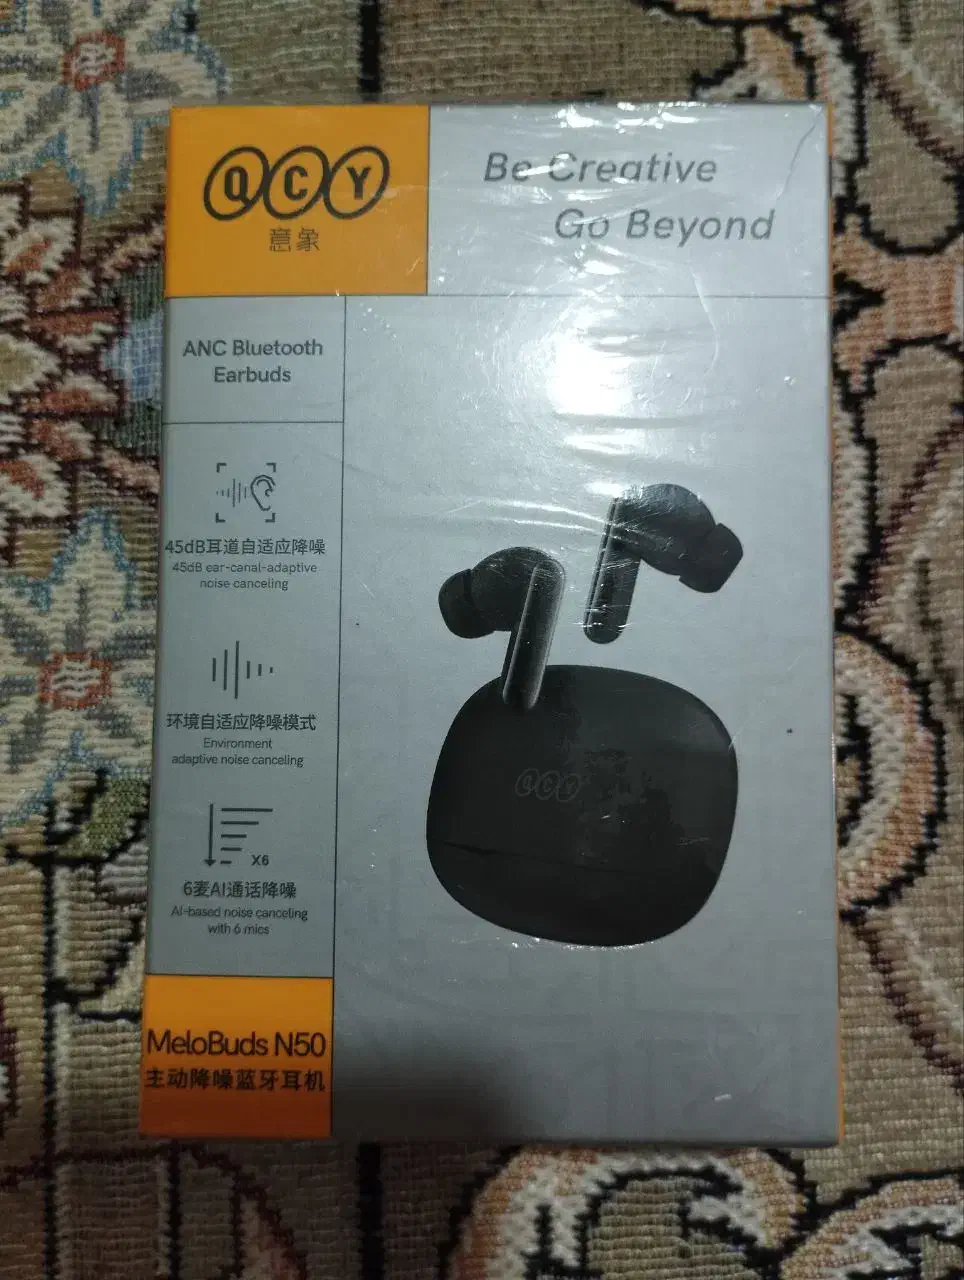 QCY
意象
Be Creative
Go Beyond
ANC Bluetooth
Earbuds
45dB耳道自适应降噪
45dB ear-canal-adaptive
noise canceling
环境自适应降噪模式
Environment
adaptive noise canceling
X6
6麦AI通话降噪
AI-based noise canceling
with 6 mics
QCY
MeloBuds N50
主动降噪蓝牙耳机